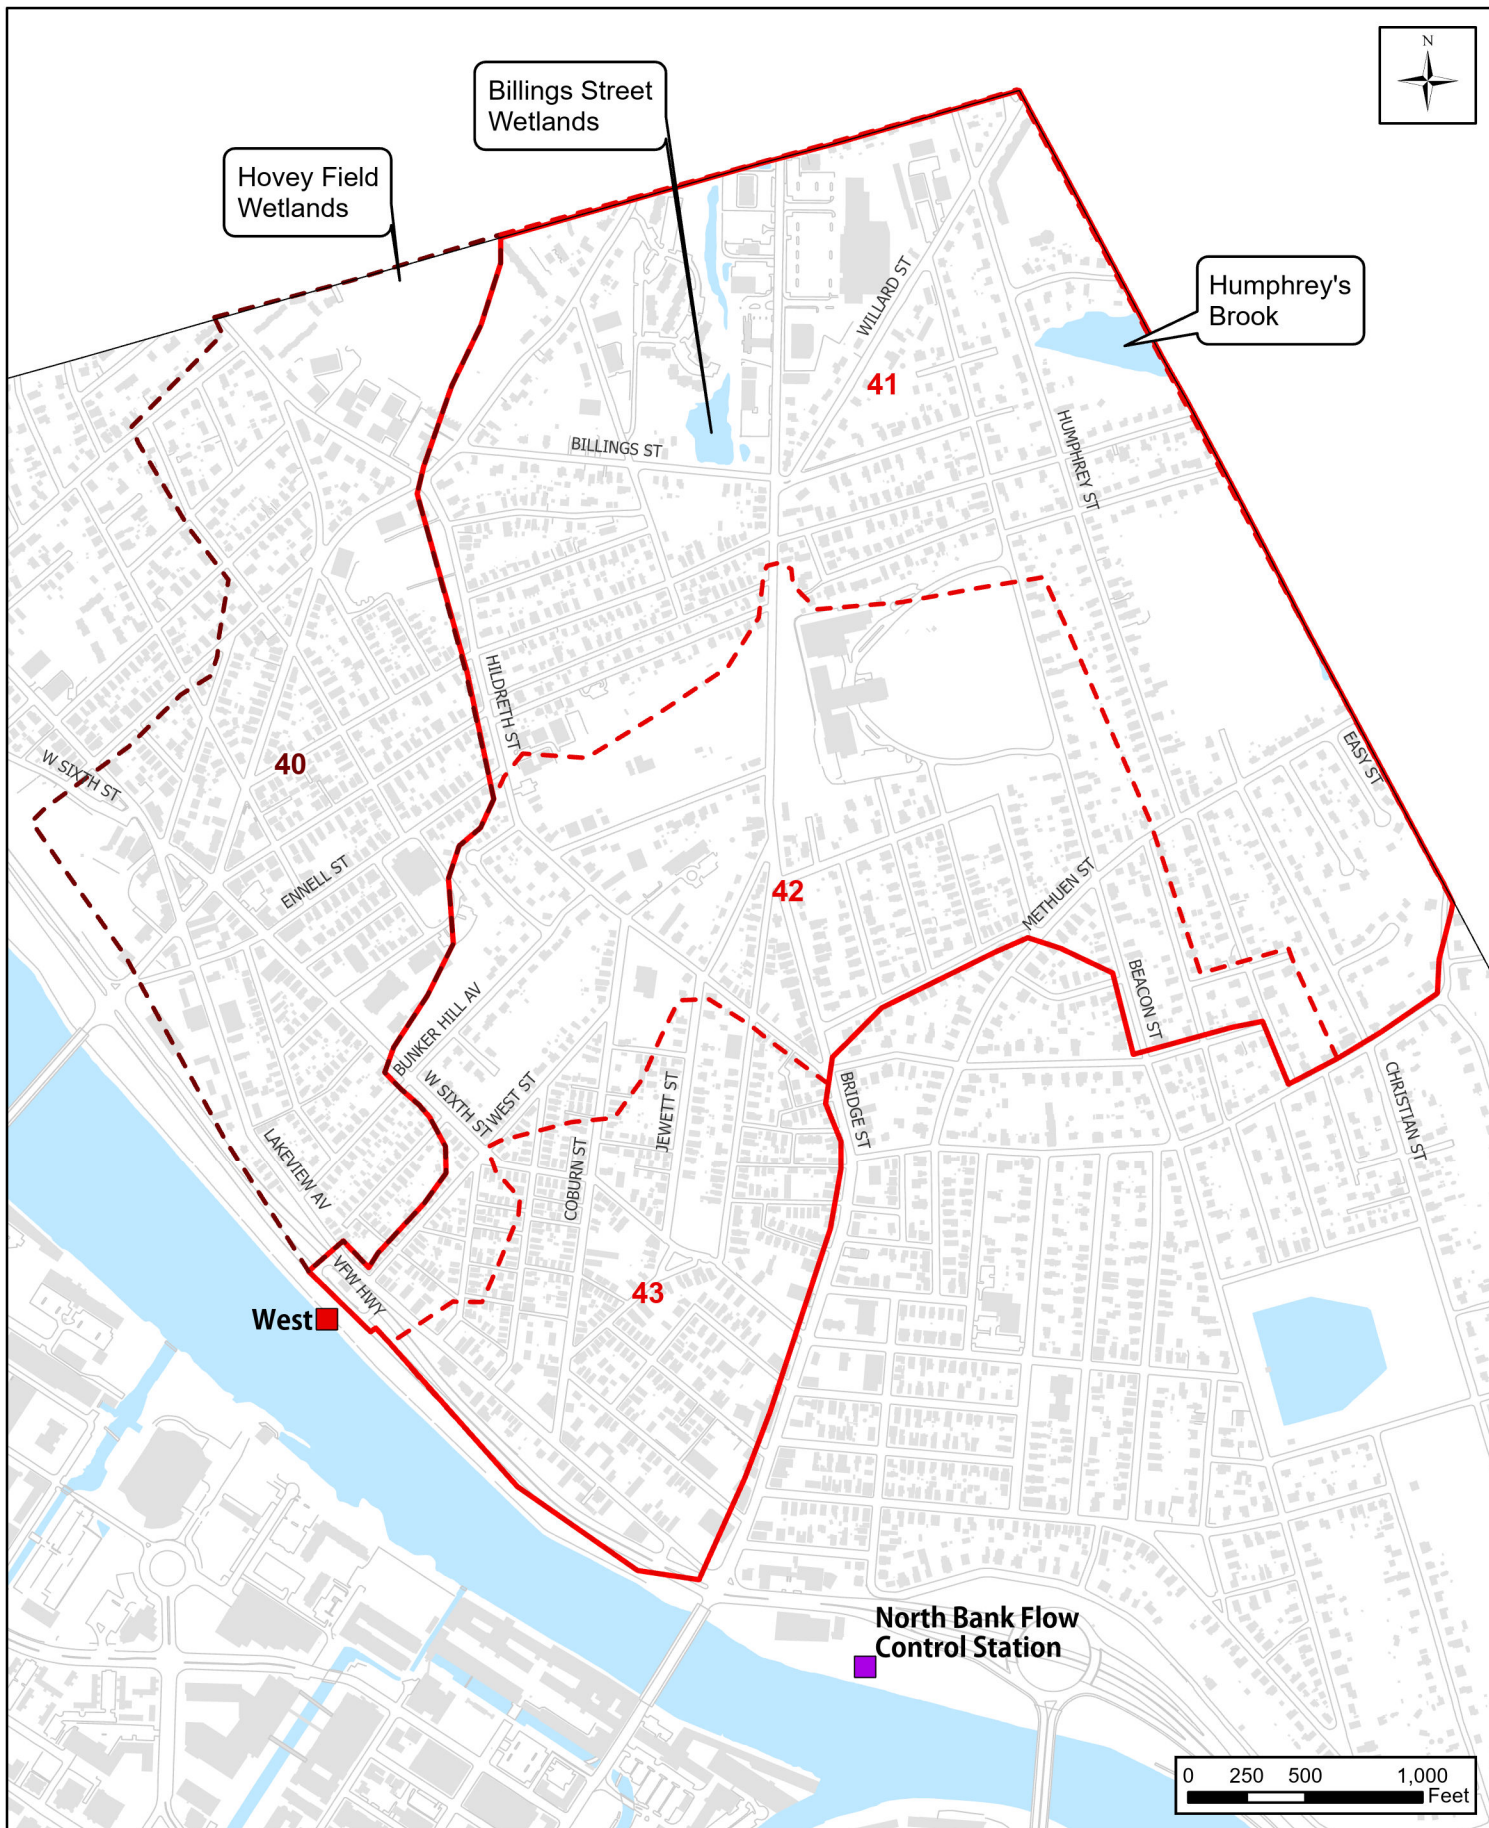 N
Billings Street
Wetlands
Hovey Field
Wetlands
Humphrey's
Brook
WILLARD ST
41
HUMPHREY ST
BILLINGS ST
HILDRETH ST
EASY ST
W SIXTH ST
40
ENNELL ST
42
METHUEN ST
BEACON ST
BUNKER HILL AV
W SIXTH ST
WEST ST
JEWETT ST
BRIDGE ST
CHRISTIAN ST
LAKEVIEW AV
COBURN ST
VFW HWY
43
West
North Bank Flow
Control Station
0 250 500 1,000
Feet